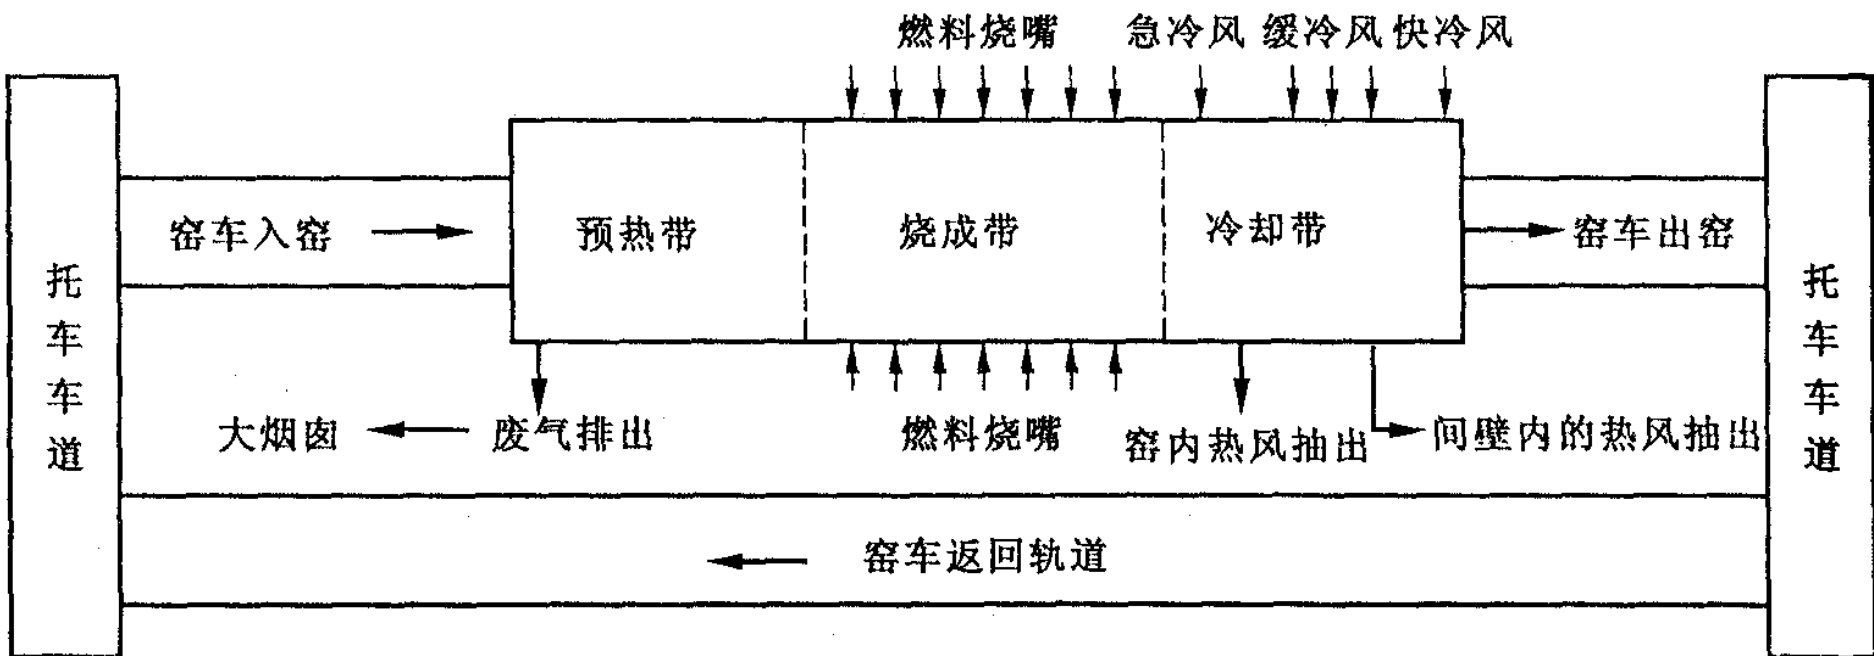 燃料烧嘴 急冷风 缓冷风 快冷风
窑车入窑 预热带 烧成带 冷却带 窑车出窑
托车车道
托车车道
大烟囱 废气排出 燃料烧嘴 窑内热风抽出 间壁内的热风抽出
窑车返回轨道